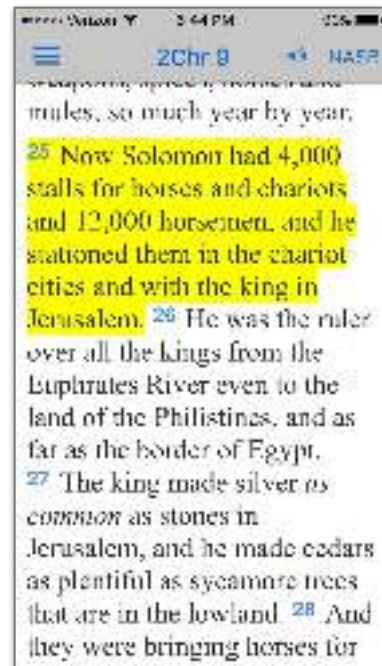 Verizon 3:44 PM
2Chr 9 NASB
mules, so much year by year.
25 Now Solomon had 4,000
stalls for horses and chariots
and 12,000 horsemen, and he
stationed them in the chariot
cities and with the king in
Jerusalem. 26 He was the ruler
over all the kings from the
Euphrates River even to the
land of the Philistines, and as
far as the border of Egypt.
27 The king made silver as
common as stones in
Jerusalem, and he made cedars
as plentiful as sycamore trees
that are in the lowland. 28 And
they were bringing horses for